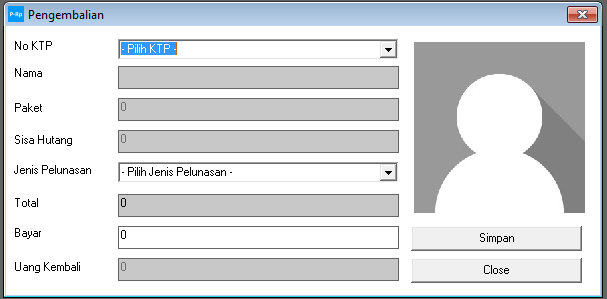 P-Rp Pengembalian
No KTP - Pilih KTP -
Nama
Paket 0
Sisa Hutang 0
Jenis Pelunasan - Pilih Jenis Pelunasan -
Total 0
Bayar 0
Simpan
Uang Kembali 0
Close